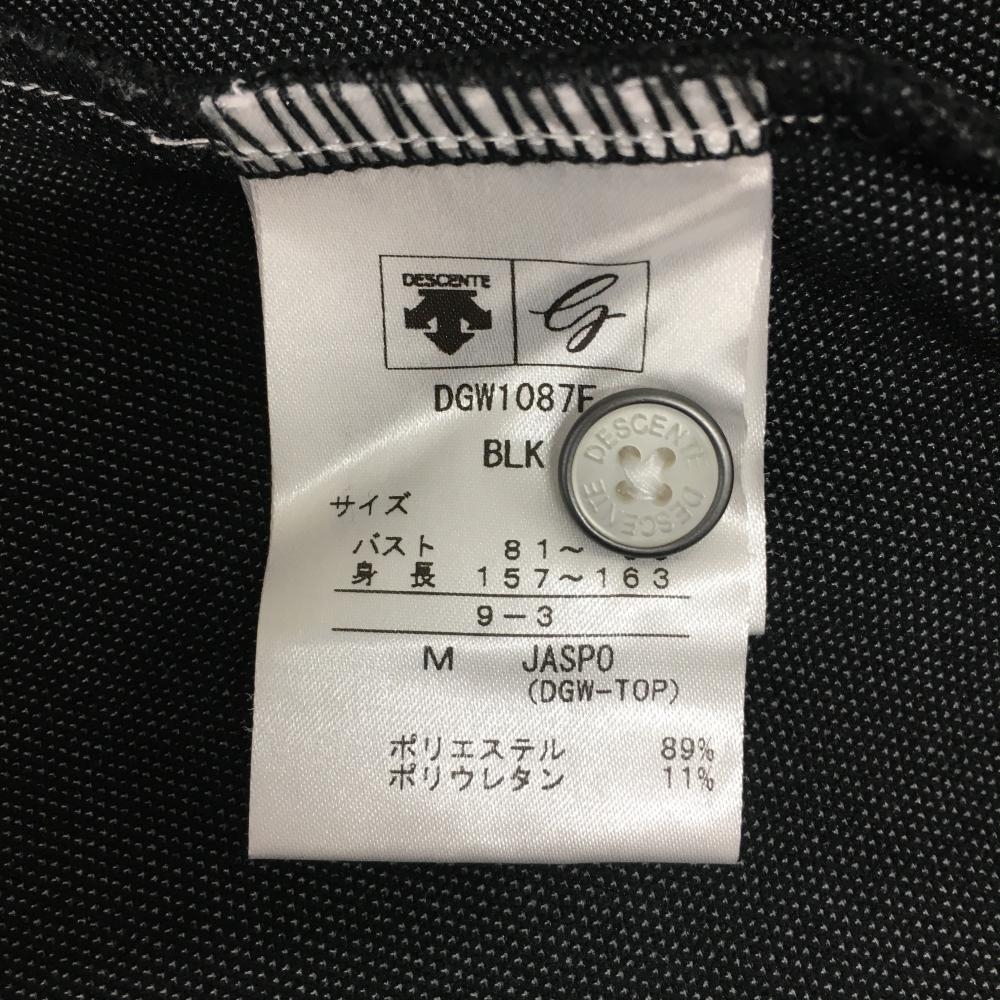 DESCENTE
G
DGW1087F
BLK
DESCENTE DESCENTE
サイズ
バスト 81～
身長 157～163
9-3
M JASPO
(DGW-TOP)
ポリエステル 89%
ポリウレタン 11%